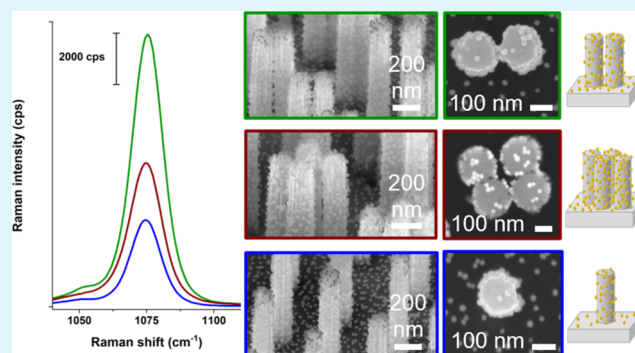 2000 cps
Raman intensity (cps)
1050
1075
1100
Raman shift (cm⁻¹)
200
nm
100 nm
200
nm
100 nm
200
nm
100 nm